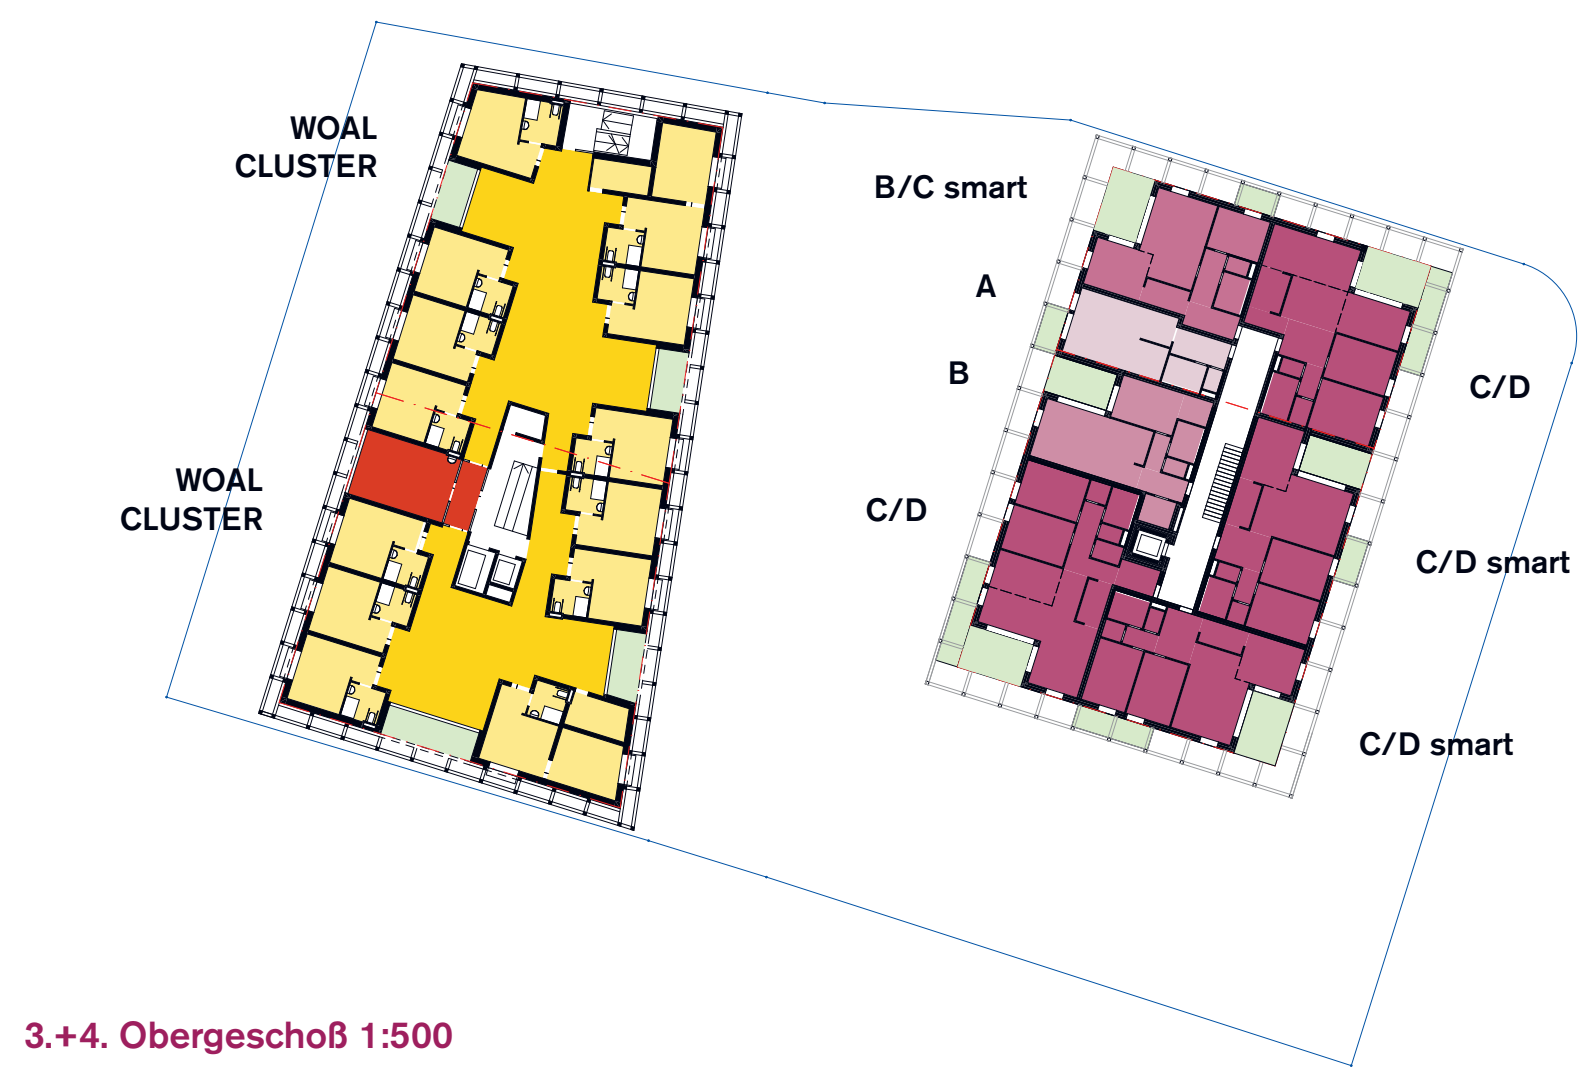 WOAL
CLUSTER
B/C smart
A
B
C/D
WOAL
CLUSTER
C/D
C/D smart
C/D smart
3.+4. Obergeschoß 1:500